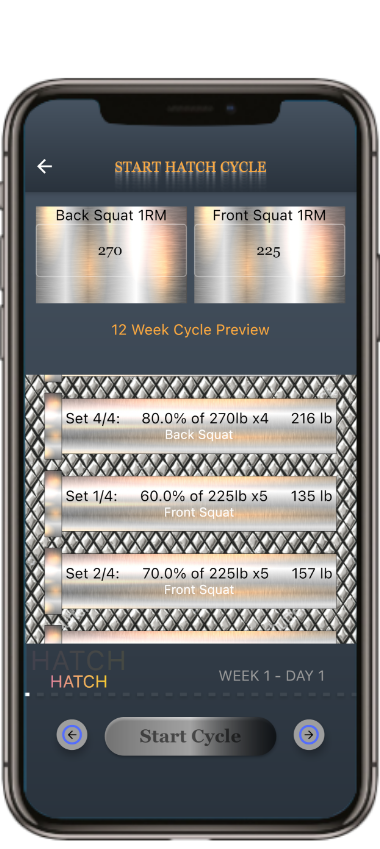 START HATCH CYCLE
Back Squat 1RM
Front Squat 1RM
270
225
12 Week Cycle Preview
Set 4/4: 80.0% of 270lb x4 216 lb
Back Squat
Set 1/4: 60.0% of 225lb x5 135 lb
Front Squat
Set 2/4: 70.0% of 225lb x5 157 lb
Front Squat
HATCH
HATCH
WEEK 1 - DAY 1
Start Cycle